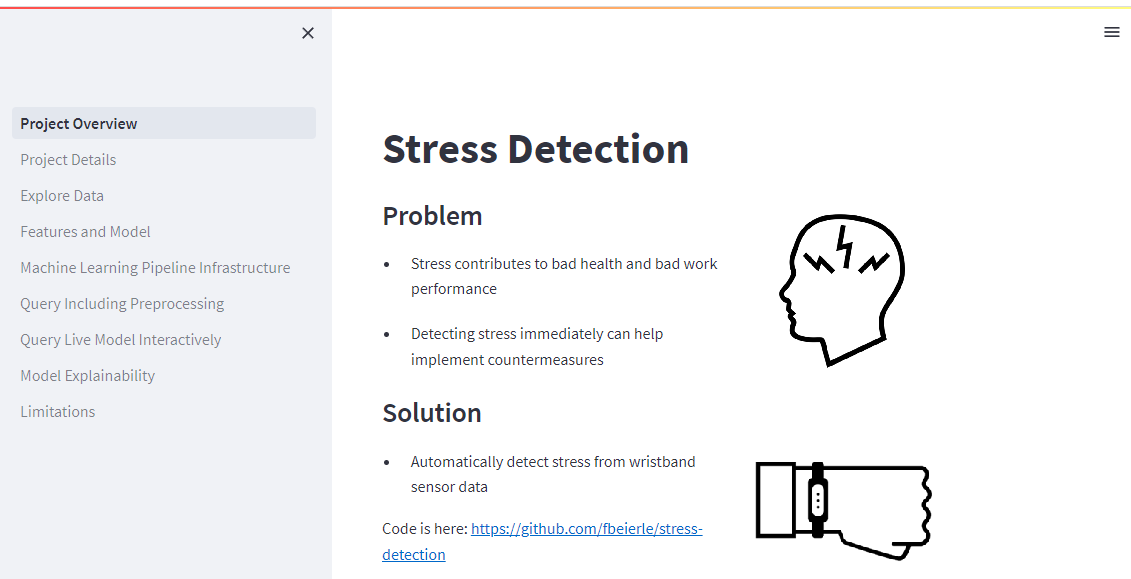 Project Overview
Project Details
Explore Data
Features and Model
Machine Learning Pipeline Infrastructure
Query Including Preprocessing
Query Live Model Interactively
Model Explainability
Limitations
Stress Detection
Problem
• Stress contributes to bad health and bad work
performance
• Detecting stress immediately can help
implement countermeasures
Solution
• Automatically detect stress from wristband
sensor data
Code is here: https://github.com/fbeierle/stress-
detection